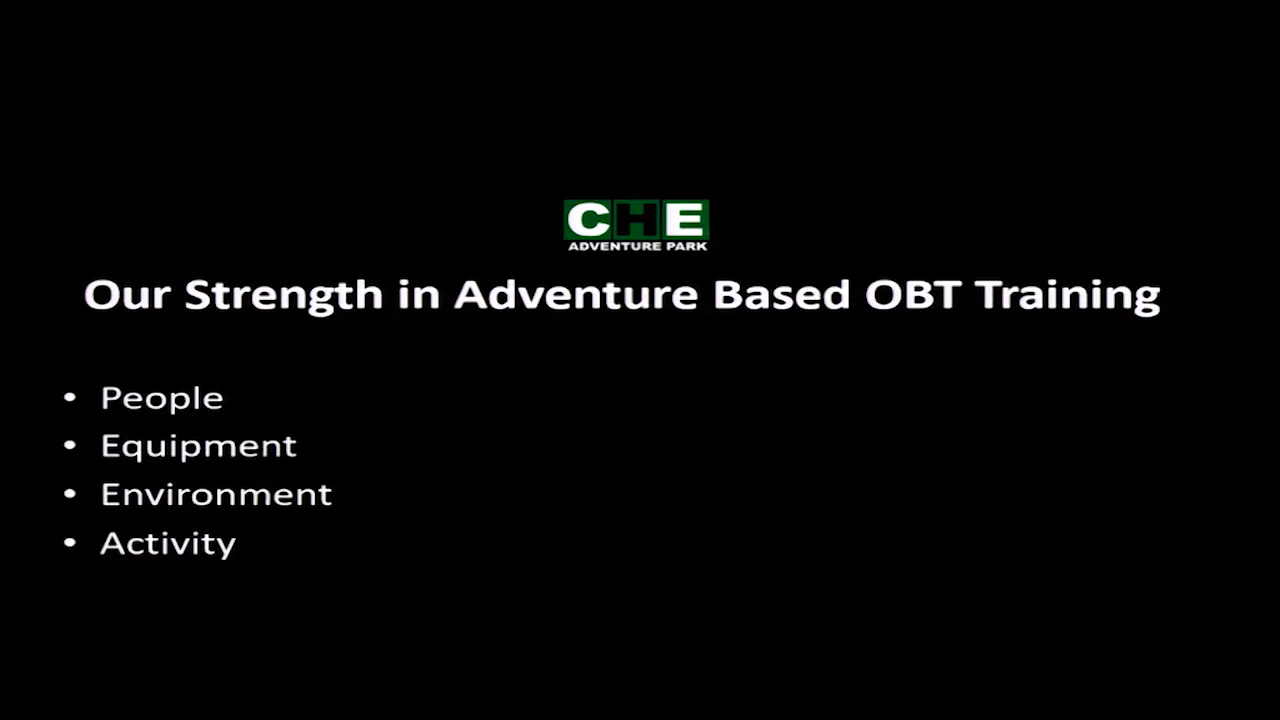 CHE
ADVENTURE PARK
Our Strength in Adventure Based OBT Training
• People
• Equipment
• Environment
• Activity